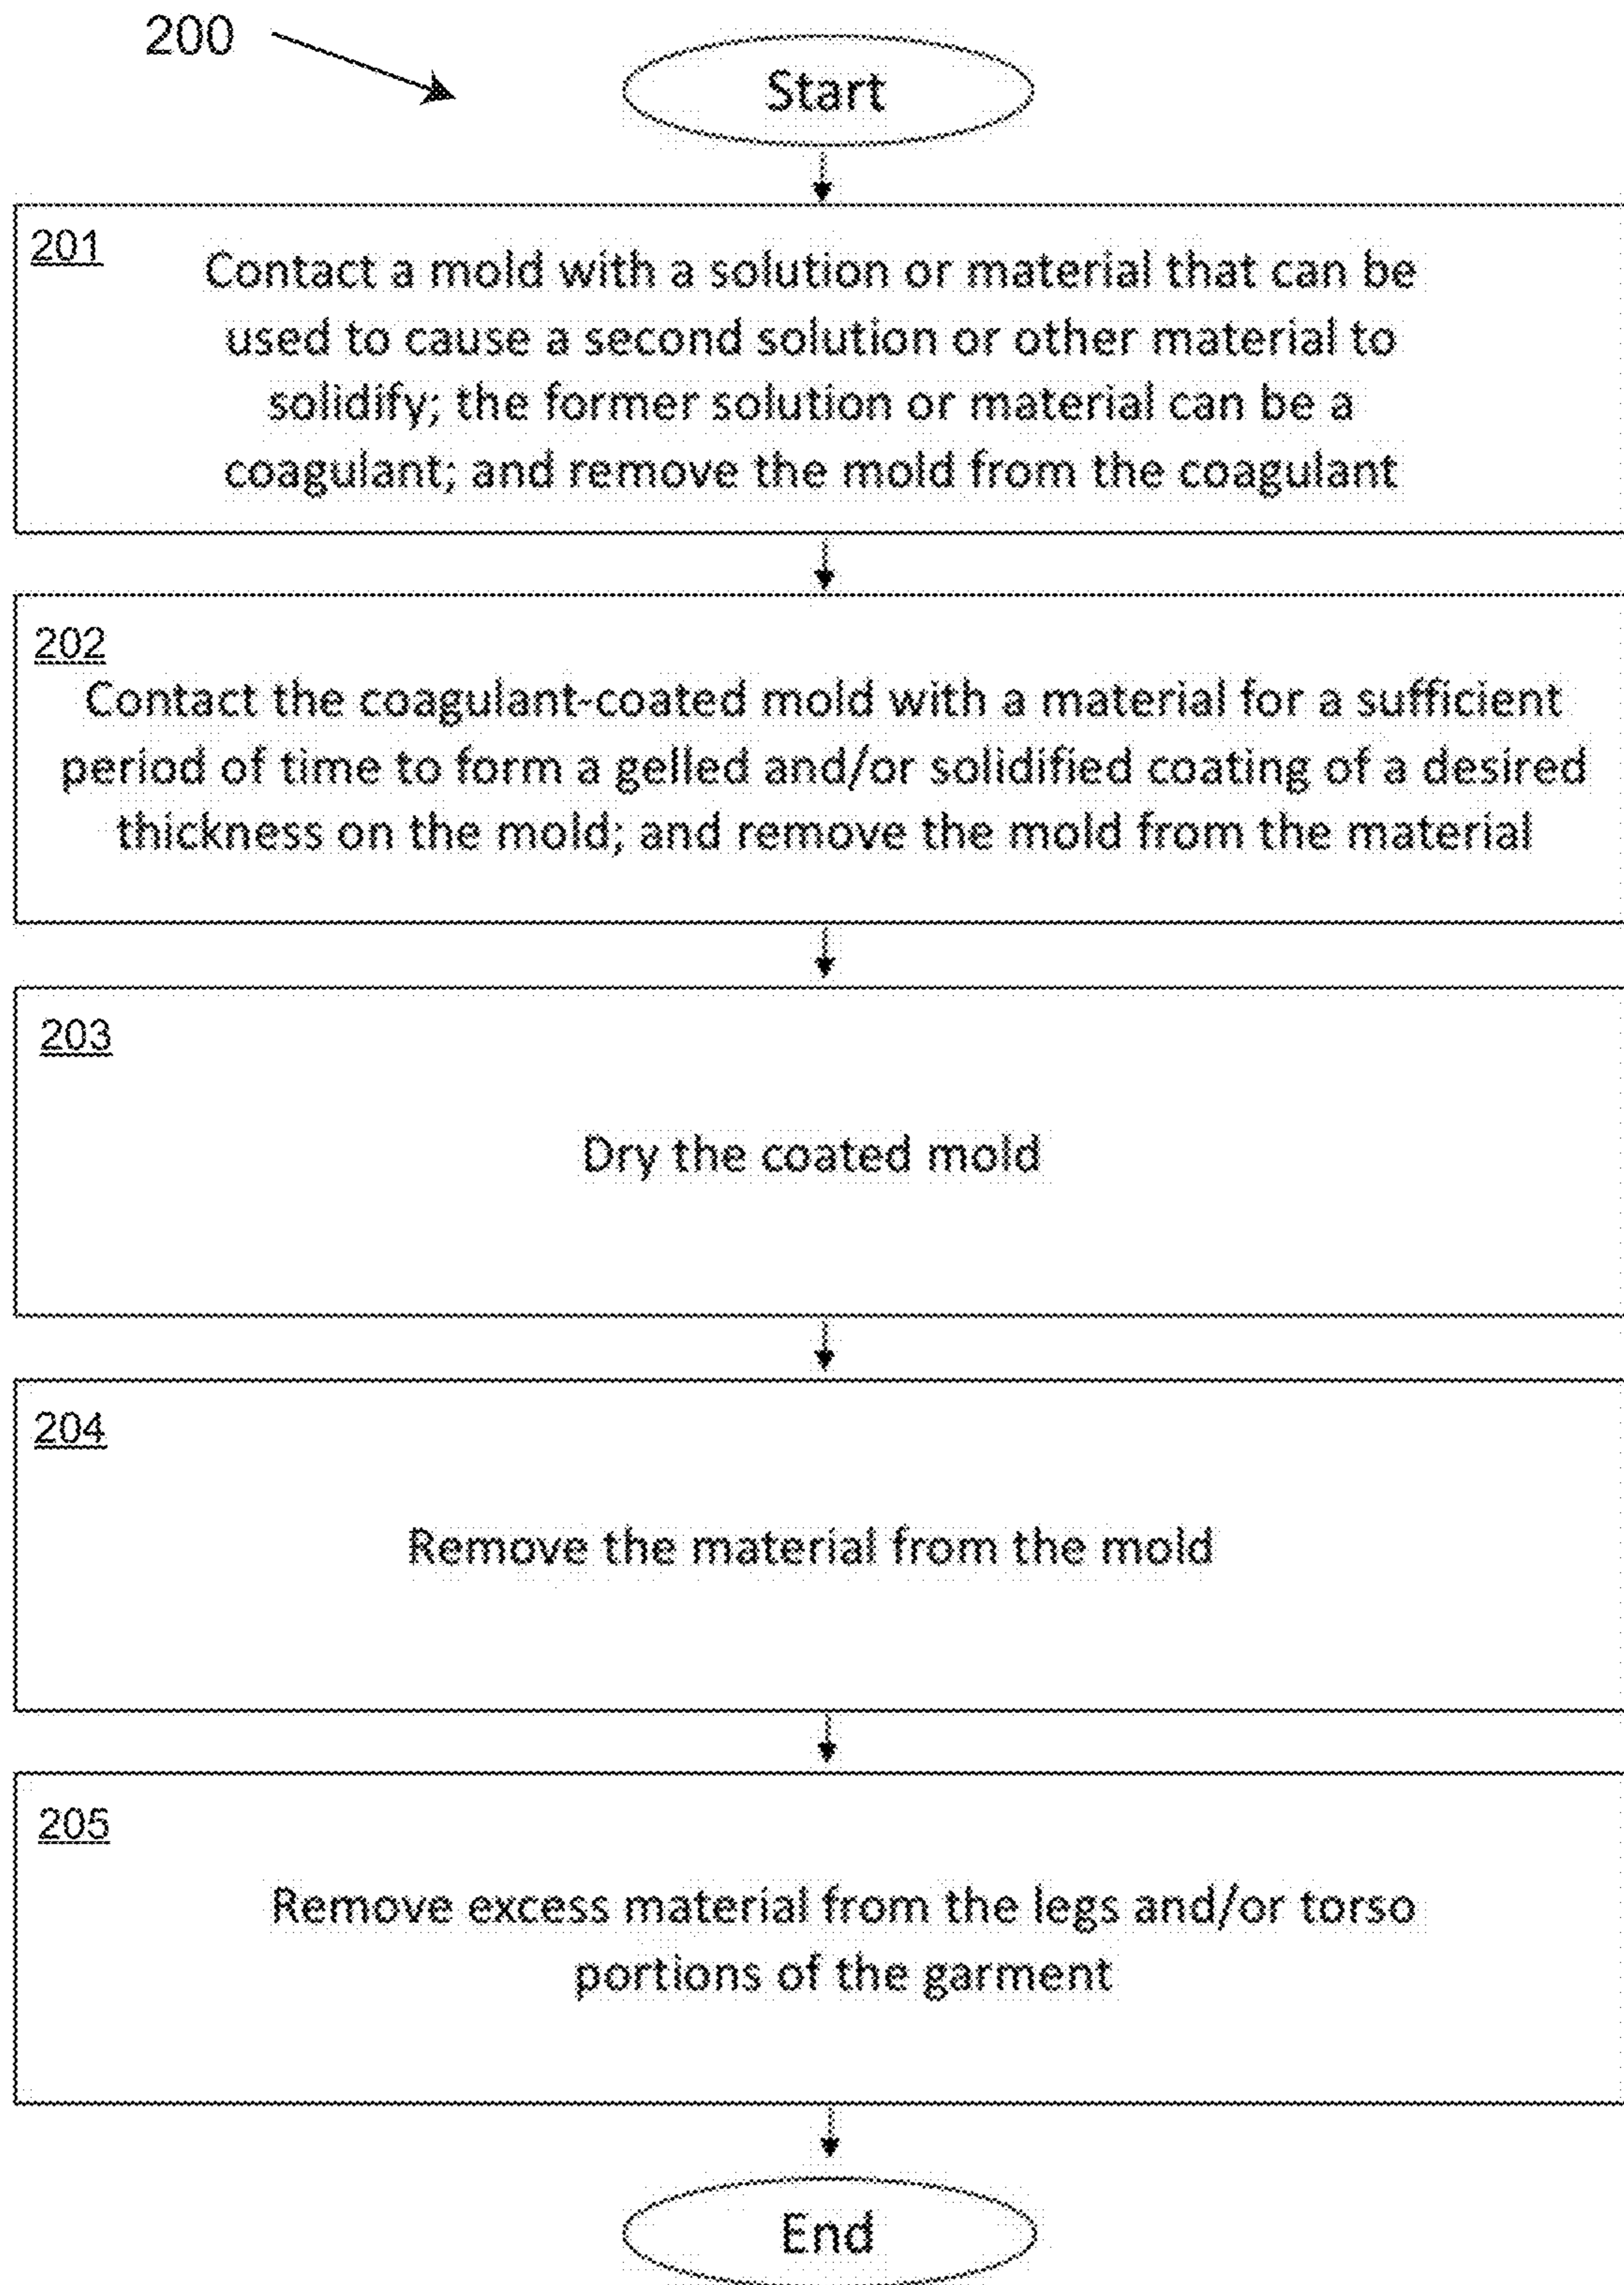 200
Start
201
Contact a mold with a solution or material that can be
used to cause a second solution or other material to
solidify; the former solution or material can be a
coagulant; and remove the mold from the coagulant
202
Contact the coagulant-coated mold with a material for a sufficient
period of time to form a gelled and/or solidified coating of a desired
thickness on the mold; and remove the mold from the material
203
Dry the coated mold
204
Remove the material from the mold
205
Remove excess material from the legs and/or torso
portions of the garment
End